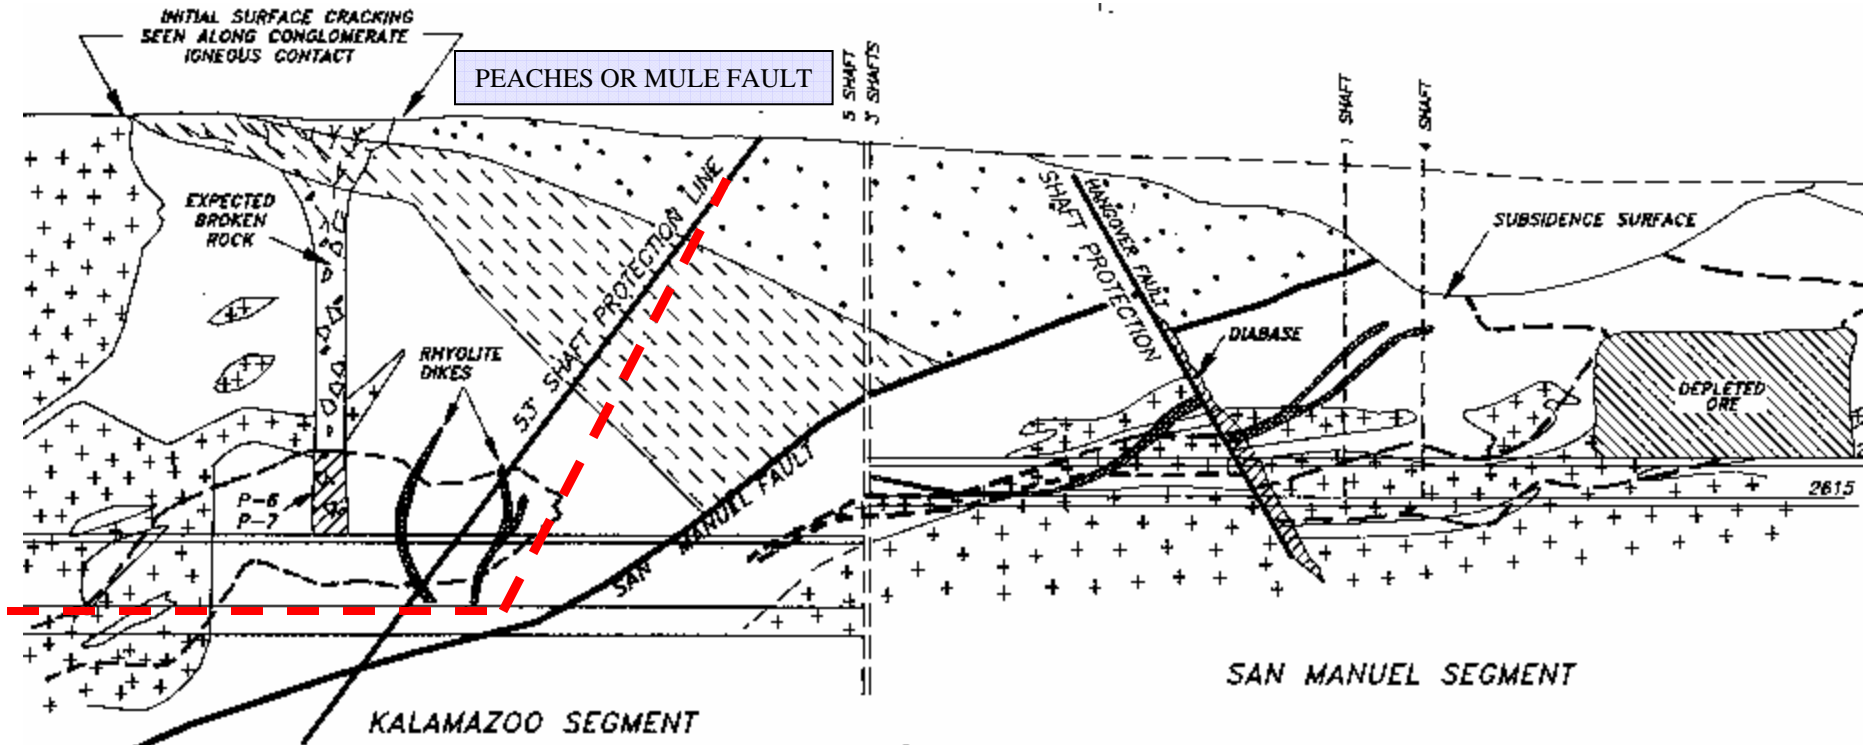 INITIAL SURFACE CRACKING
SEEN ALONG CONGLOMERATE
IGNEOUS CONTACT
PEACHES OR MULE FAULT
5 SHAFT
3 SHAFTS
1 SHAFT
4 SHAFT
EXPECTED
BROKEN
ROCK
53° SHAFT PROTECTION LINE
HANGOVER FAULT
SHAFT PROTECTION
SUBSIDENCE SURFACE
RHYOLITE
DIKES
DIABASE
DEPLETED
ORE
P-6
P-7
2615
SAN MANUEL FAULT
SAN MANUEL SEGMENT
KALAMAZOO SEGMENT